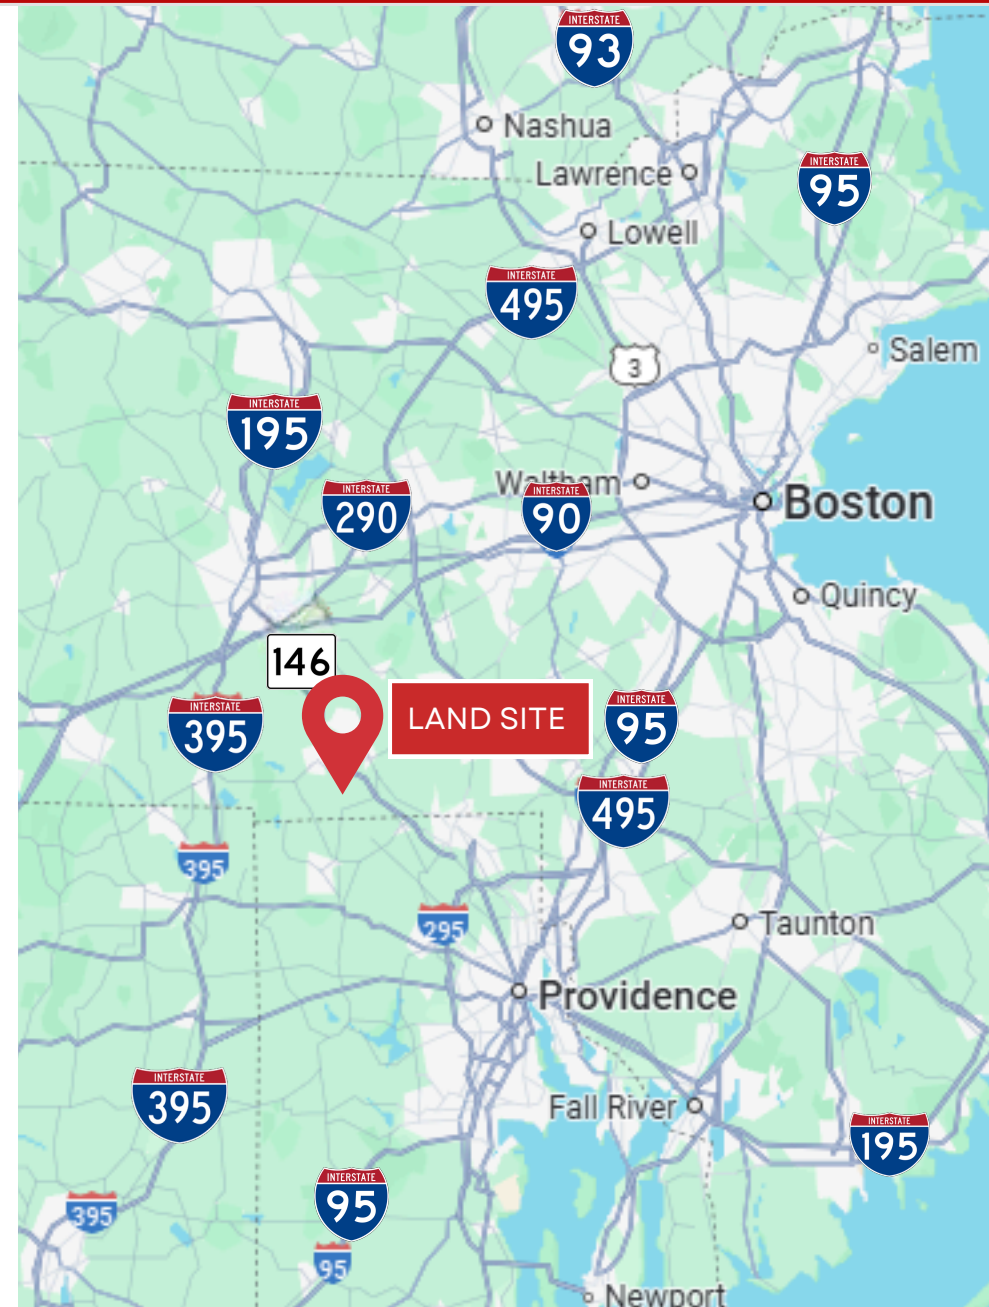 INTERSTATE
93
Nashua
Lawrence
INTERSTATE
95
Lowell
INTERSTATE
495
3
Salem
INTERSTATE
195
Waltham
INTERSTATE
290
INTERSTATE
90
Boston
Quincy
146
INTERSTATE
395
LAND SITE
INTERSTATE
95
INTERSTATE
495
395
295
Taunton
Providence
INTERSTATE
395
Fall River
INTERSTATE
195
INTERSTATE
95
395
95
Newport